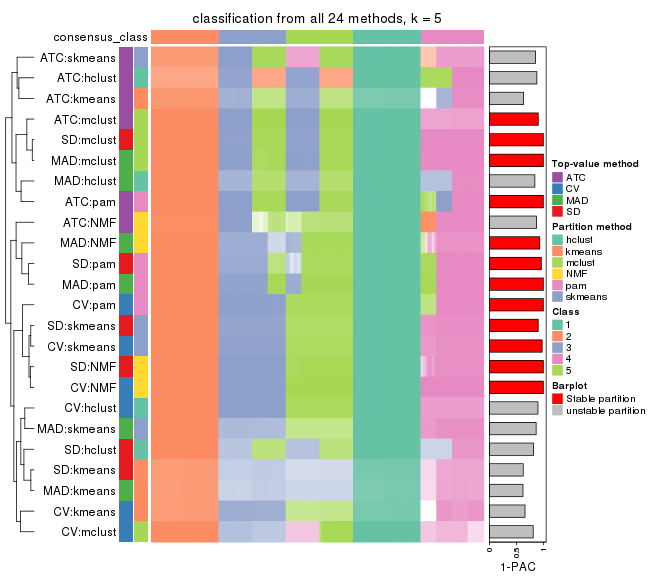 classification from all 24 methods, k = 5
consensus_class
ATC:skmeans
ATC:hclust
ATC:kmeans
ATC:mclust
SD:mclust
MAD:mclust
MAD:hclust
ATC:pam
ATC:NMF
MAD:NMF
SD:pam
MAD:pam
CV:pam
SD:skmeans
CV:skmeans
SD:NMF
CV:NMF
CV:hclust
MAD:skmeans
SD:hclust
SD:kmeans
MAD:kmeans
CV:kmeans
CV:mclust
0
0.5
1
1-PAC
Top-value method
ATC
CV
MAD
SD
Partition method
hclust
kmeans
mclust
NMF
pam
skmeans
Class
1
2
3
4
5
Barplot
Stable partition
unstable partition